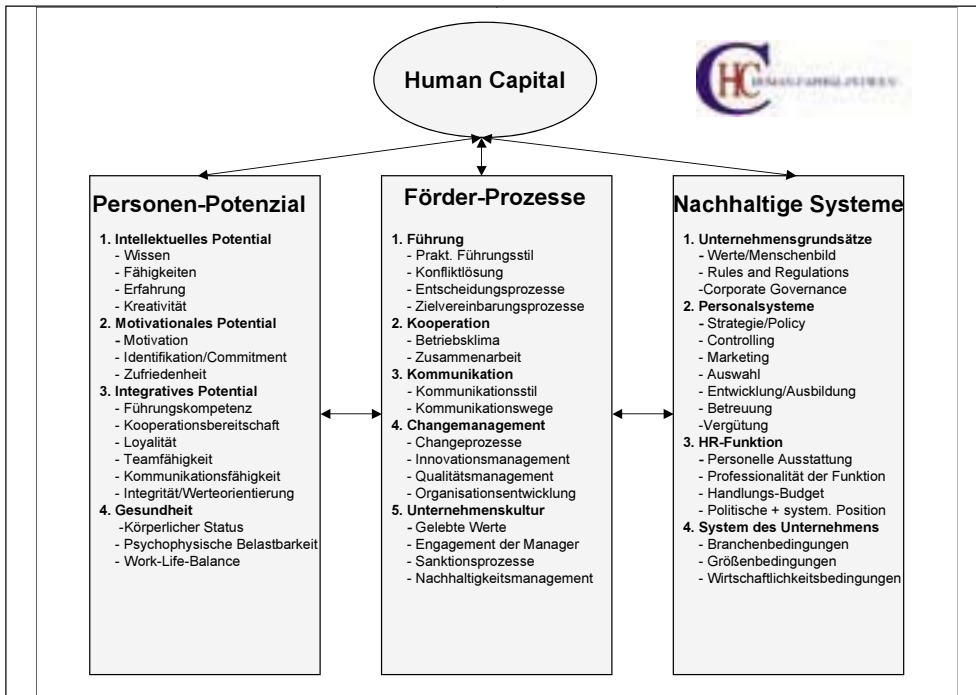 Human Capital
HC
Personen-Potenzial
1. Intellektuelles Potential
- Wissen
- Fähigkeiten
- Erfahrung
- Kreativität
2. Motivationales Potential
- Motivation
- Identifikation/Commitment
- Zufriedenheit
3. Integratives Potential
- Führungskompetenz
- Kooperationsbereitschaft
- Loyalität
- Teamfähigkeit
- Kommunikationsfähigkeit
- Integrität/Werteorientierung
4. Gesundheit
-Körperlicher Status
- Psychophysische Belastbarkeit
- Work-Life-Balance
Förder-Prozesse
1. Führung
- Prakt. Führungsstil
- Konfliktlösung
- Entscheidungsprozesse
- Zielvereinbarungsprozesse
2. Kooperation
- Betriebsklima
- Zusammenarbeit
3. Kommunikation
- Kommunikationsstil
- Kommunikationswege
4. Changemanagement
- Changeprozesse
- Innovationsmanagement
- Qualitätsmanagement
- Organisationsentwicklung
5. Unternehmenskultur
- Gelebte Werte
- Engagement der Manager
- Sanktionsprozesse
- Nachhaltigkeitsmanagement
Nachhaltige Systeme
1. Unternehmensgrundsätze
- Werte/Menschenbild
- Rules and Regulations
-Corporate Governance
2. Personalsysteme
- Strategie/Policy
- Controlling
- Marketing
- Auswahl
- Entwicklung/Ausbildung
- Betreuung
-Vergütung
3. HR-Funktion
- Personelle Ausstattung
- Professionalität der Funktion
- Handlungs-Budget
- Politische + system. Position
4. System des Unternehmens
- Branchenbedingungen
- Größenbedingungen
- Wirtschaftlichkeitsbedingungen